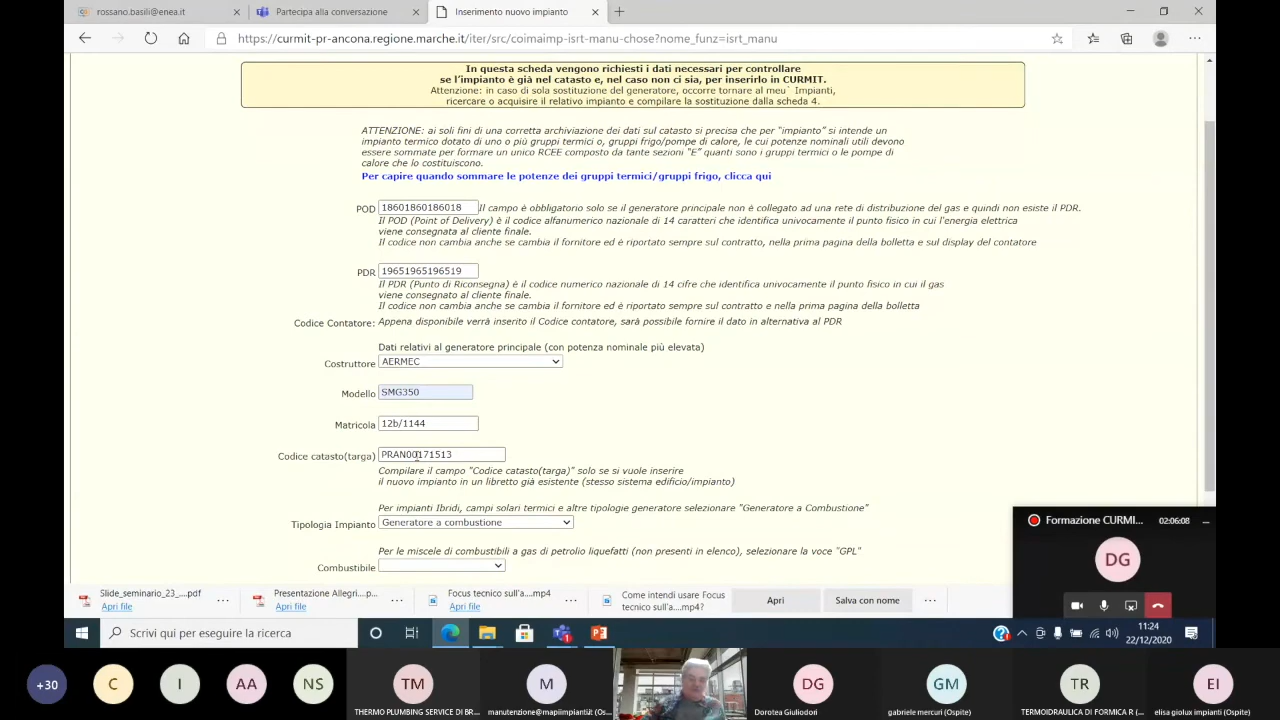 rossano.basili@enea.it
Partecipa alla conversazione
Inserimento nuovo impianto
https://curmit-pr-ancona.regione.marche.it/iter/src/coimaimp-isrt-manu-chose?nome_funz=isrt_manu
In questa scheda vengono richiesti i dati necessari per controllare
se l'impianto è già nel catasto e, nel caso non ci sia, per inserirlo in CURMIT.
Attenzione: in caso di sola sostituzione del generatore, occorre tornare al meu` Impianti,
ricercare o acquisire il relativo impianto e compilare la sostituzione dalla scheda 4.
ATTENZIONE: ai soli fini di una corretta archiviazione dei dati sul catasto si precisa che per "impianto" si intende un
impianto termico dotato di uno o più gruppi termici o, gruppi frigo/pompe di calore, le cui potenze nominali utili devono
essere sommate per formare un unico RCEE composto da tante sezioni "E" quanti sono i gruppi termici o le pompe di
calore che lo costituiscono.
Per capire quando sommare le potenze dei gruppi termici/gruppi frigo, clicca qui
POD 18601860186018 Il campo è obbligatorio solo se il generatore principale non è collegato ad una rete di distribuzione del gas e quindi non esiste il PDR.
Il POD (Point of Delivery) è il codice alfanumerico nazionale di 14 caratteri che identifica univocamente il punto fisico in cui l'energia elettrica
viene consegnata al cliente finale.
Il codice non cambia anche se cambia il fornitore ed è riportato sempre sul contratto, nella prima pagina della bolletta e sul display del contatore
PDR 19651965196519
Il PDR (Punto di Riconsegna) è il codice numerico nazionale di 14 cifre che identifica univocamente il punto fisico in cui il gas
viene consegnato al cliente finale.
Il codice non cambia anche se cambia il fornitore ed è riportato sempre sul contratto e nella prima pagina della bolletta
Codice Contatore: Appena disponibile verrà inserito il Codice contatore, sarà possibile fornire il dato in alternativa al PDR
Dati relativi al generatore principale (con potenza nominale più elevata)
Costruttore AERMEC
Modello SMG350
Matricola 12b/1144
Codice catasto(targa) PRAN00171513
Compilare il campo "Codice catasto(targa)" solo se si vuole inserire
il nuovo impianto in un libretto già esistente (stesso sistema edificio/impianto)
Per impianti Ibridi, campi solari termici e altre tipologie generatore selezionare "Generatore a Combustione"
Tipologia Impianto Generatore a combustione
Per le miscele di combustibili a gas di petrolio liquefatti (non presenti in elenco), selezionare la voce "GPL"
Combustibile
Formazione CURMI... 02:06:08
DG
Slide_seminario_23_....pdf
Apri file
Presentazione Allegri....pdf
Apri file
Focus tecnico sull'a....mp4
Apri file
Come intendi usare Focus
tecnico sull'a....mp4?
Apri
Salva con nome
Scrivi qui per eseguire la ricerca
11:24
22/12/2020
+30
C
I
AA
NS
TM
M
DG
GM
TR
EI
THERMO PLUMBING SERVICE DI BR...
manutenzione@mapiimpianti.it (Os...
Dorotea Giuliodori
gabriele mercuri (Ospite)
TERMOIDRAULICA DI FORMICA R (...
elisa giolux impianti (Ospite)